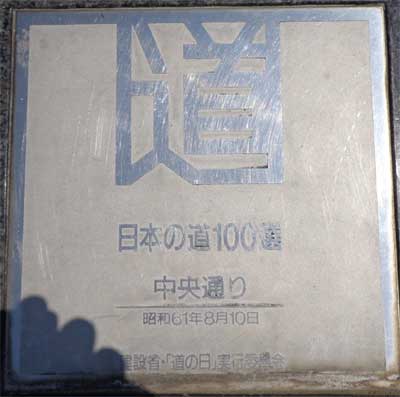 道
日本の道100選
中央通り
昭和61年8月10日
建設省・「道の日」実行委員会